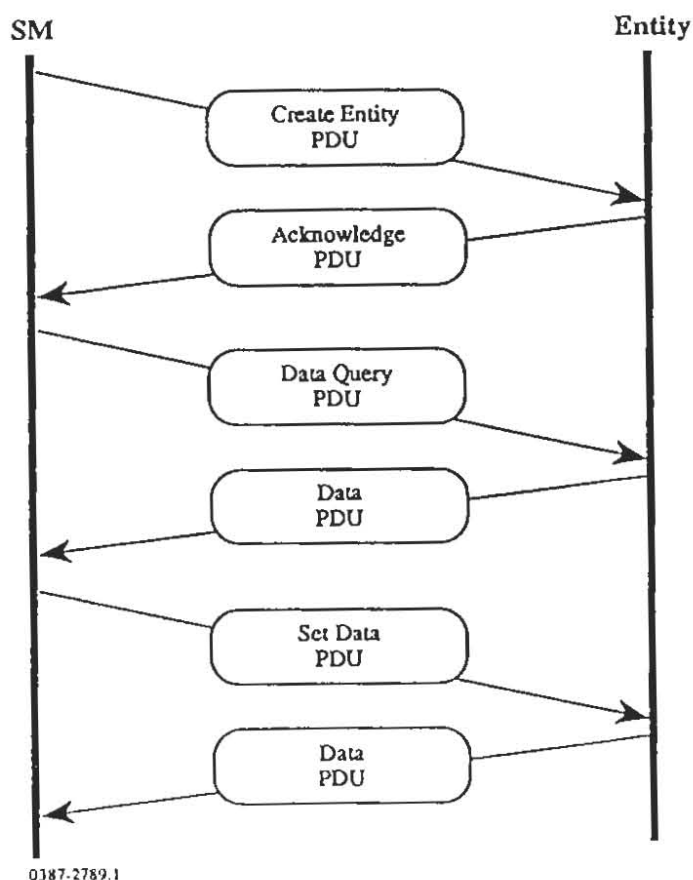 SM
Entity
Create Entity
PDU
Acknowledge
PDU
Data Query
PDU
Data
PDU
Set Data
PDU
Data
PDU
0387-2789.1